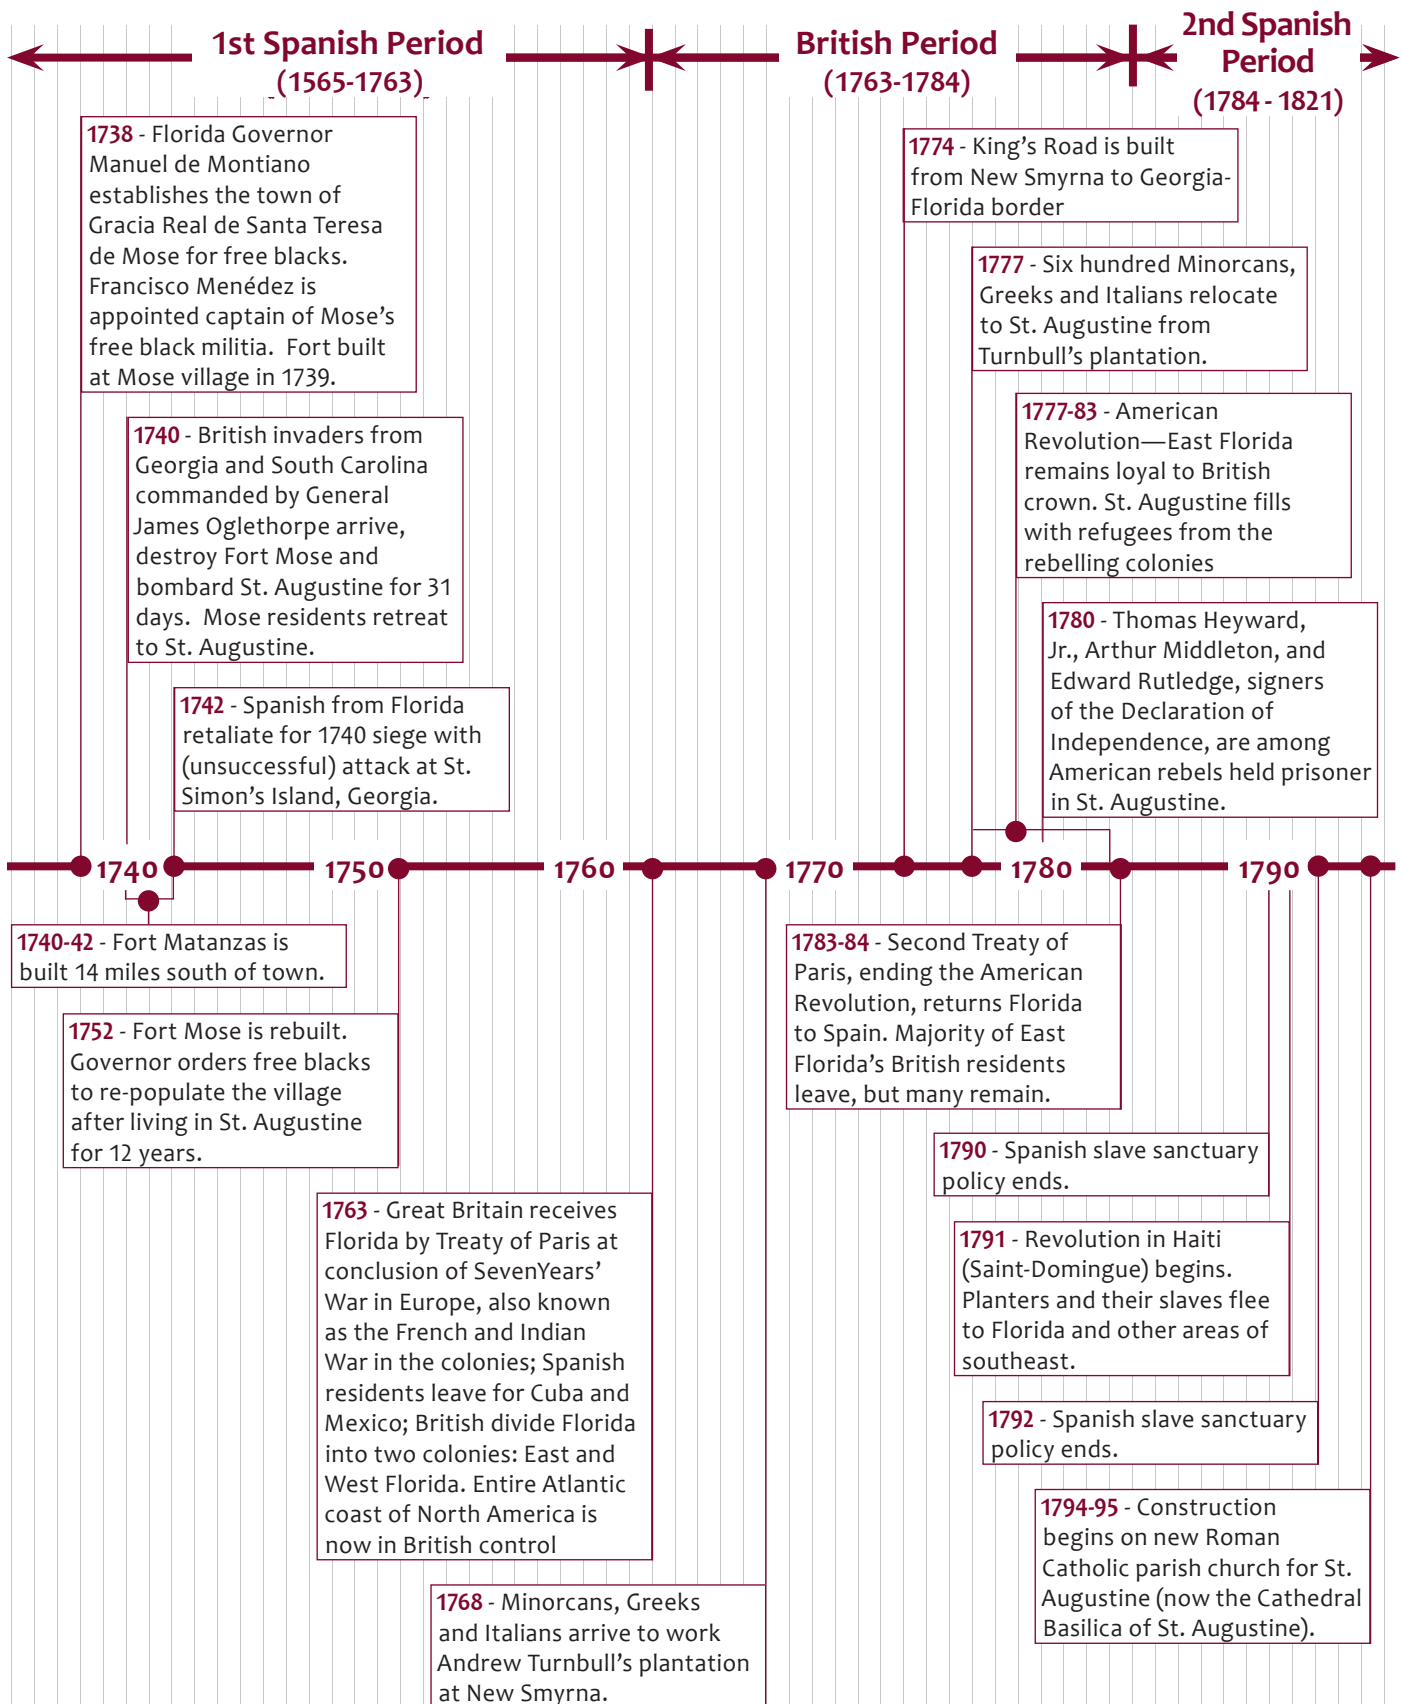 1st Spanish Period
(1565-1763)
British Period
(1763-1784)
2nd Spanish
Period
(1784 - 1821)
1738 - Florida Governor
Manuel de Montiano
establishes the town of
Gracia Real de Santa Teresa
de Mose for free blacks.
Francisco Menédez is
appointed captain of Mose's
free black militia.  Fort built
at Mose village in 1739.
1740 - British invaders from
Georgia and South Carolina
commanded by General
James Oglethorpe arrive,
destroy Fort Mose and
bombard St. Augustine for 31
days.  Mose residents retreat
to St. Augustine.
1742 - Spanish from Florida
retaliate for 1740 siege with
(unsuccessful) attack at St.
Simon's Island, Georgia.
1774 - King's Road is built
from New Smyrna to Georgia-
Florida border
1777 - Six hundred Minorcans,
Greeks and Italians relocate
to St. Augustine from
Turnbull's plantation.
1777-83 - American
Revolution—East Florida
remains loyal to British
crown. St. Augustine fills
with refugees from the
rebelling colonies
1780 - Thomas Heyward,
Jr., Arthur Middleton, and
Edward Rutledge, signers
of the Declaration of
Independence, are among
American rebels held prisoner
in St. Augustine.
1740 1750 1760 1770 1780 1790
1740-42 - Fort Matanzas is
built 14 miles south of town.
1752 - Fort Mose is rebuilt.
Governor orders free blacks
to re-populate the village
after living in St. Augustine
for 12 years.
1763 - Great Britain receives
Florida by Treaty of Paris at
conclusion of SevenYears'
War in Europe, also known
as the French and Indian
War in the colonies; Spanish
residents leave for Cuba and
Mexico; British divide Florida
into two colonies: East and
West Florida. Entire Atlantic
coast of North America is
now in British control
1768 - Minorcans, Greeks
and Italians arrive to work
Andrew Turnbull's plantation
at New Smyrna.
1783-84 - Second Treaty of
Paris, ending the American
Revolution, returns Florida
to Spain. Majority of East
Florida's British residents
leave, but many remain.
1790 - Spanish slave sanctuary
policy ends.
1791 - Revolution in Haiti
(Saint-Domingue) begins.
Planters and their slaves flee
to Florida and other areas of
southeast.
1792 - Spanish slave sanctuary
policy ends.
1794-95 - Construction
begins on new Roman
Catholic parish church for St.
Augustine (now the Cathedral
Basilica of St. Augustine).